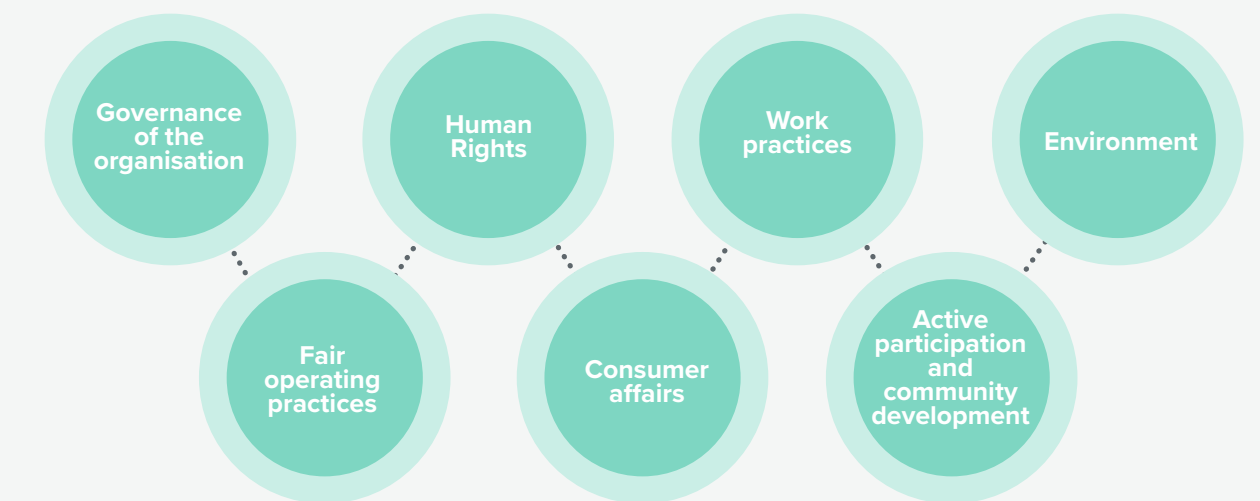 Governance
of the
organisation
Human
Rights
Work
practices
Environment
Fair
operating
practices
Consumer
affairs
Active
participation
and
community
development